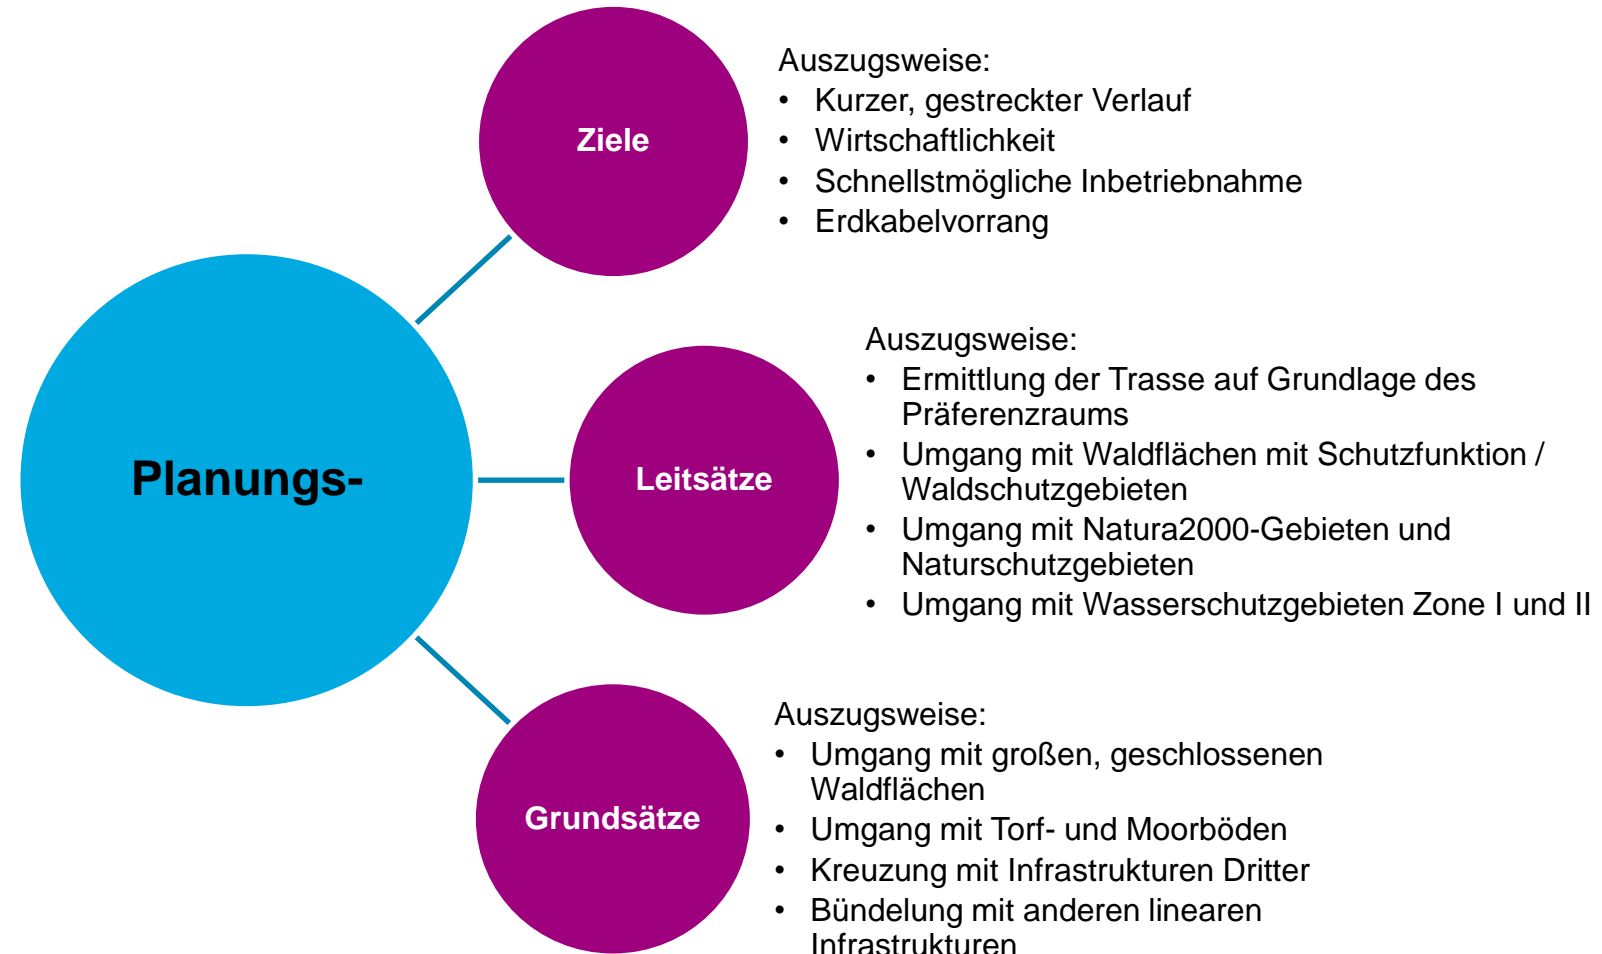 Planungs-
Ziele
Auszugsweise:
• Kurzer, gestreckter Verlauf
• Wirtschaftlichkeit
• Schnellstmögliche Inbetriebnahme
• Erdkabelvorrang
Leitsätze
Auszugsweise:
• Ermittlung der Trasse auf Grundlage des
Präferenzraums
• Umgang mit Waldflächen mit Schutzfunktion /
Waldschutzgebieten
• Umgang mit Natura2000-Gebieten und
Naturschutzgebieten
• Umgang mit Wasserschutzgebieten Zone I und II
Grundsätze
Auszugsweise:
• Umgang mit großen, geschlossenen
Waldflächen
• Umgang mit Torf- und Moorböden
• Kreuzung mit Infrastrukturen Dritter
• Bündelung mit anderen linearen
Infrastrukturen